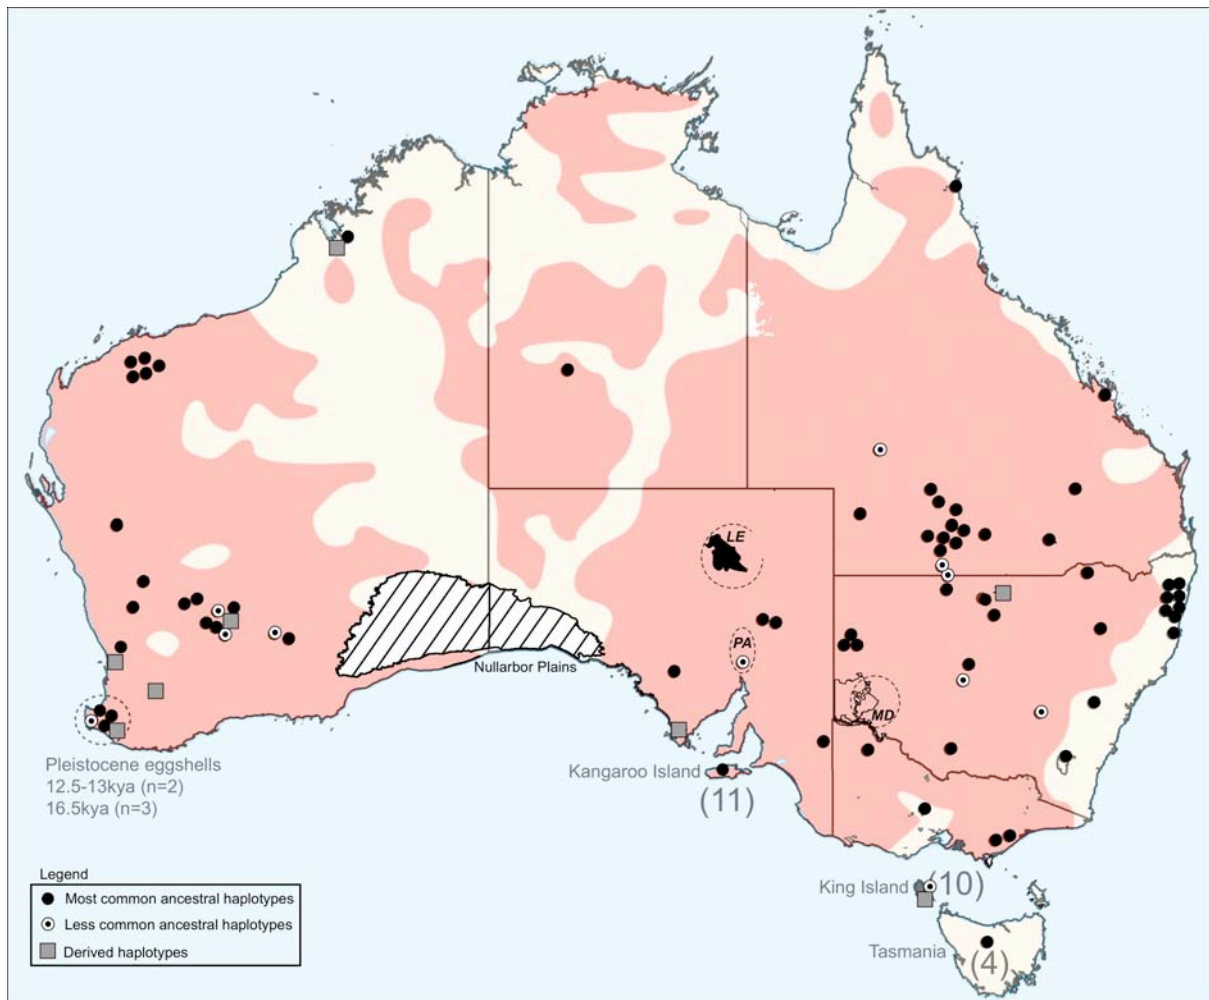 LE
PA
Nullarbor Plains
MD
Pleistocene eggshells
12.5-13kya (n=2)
16.5kya (n=3)
Kangaroo Island
(11)
King Island
(10)
Tasmania
(4)
Legend
Most common ancestral haplotypes
Less common ancestral haplotypes
Derived haplotypes